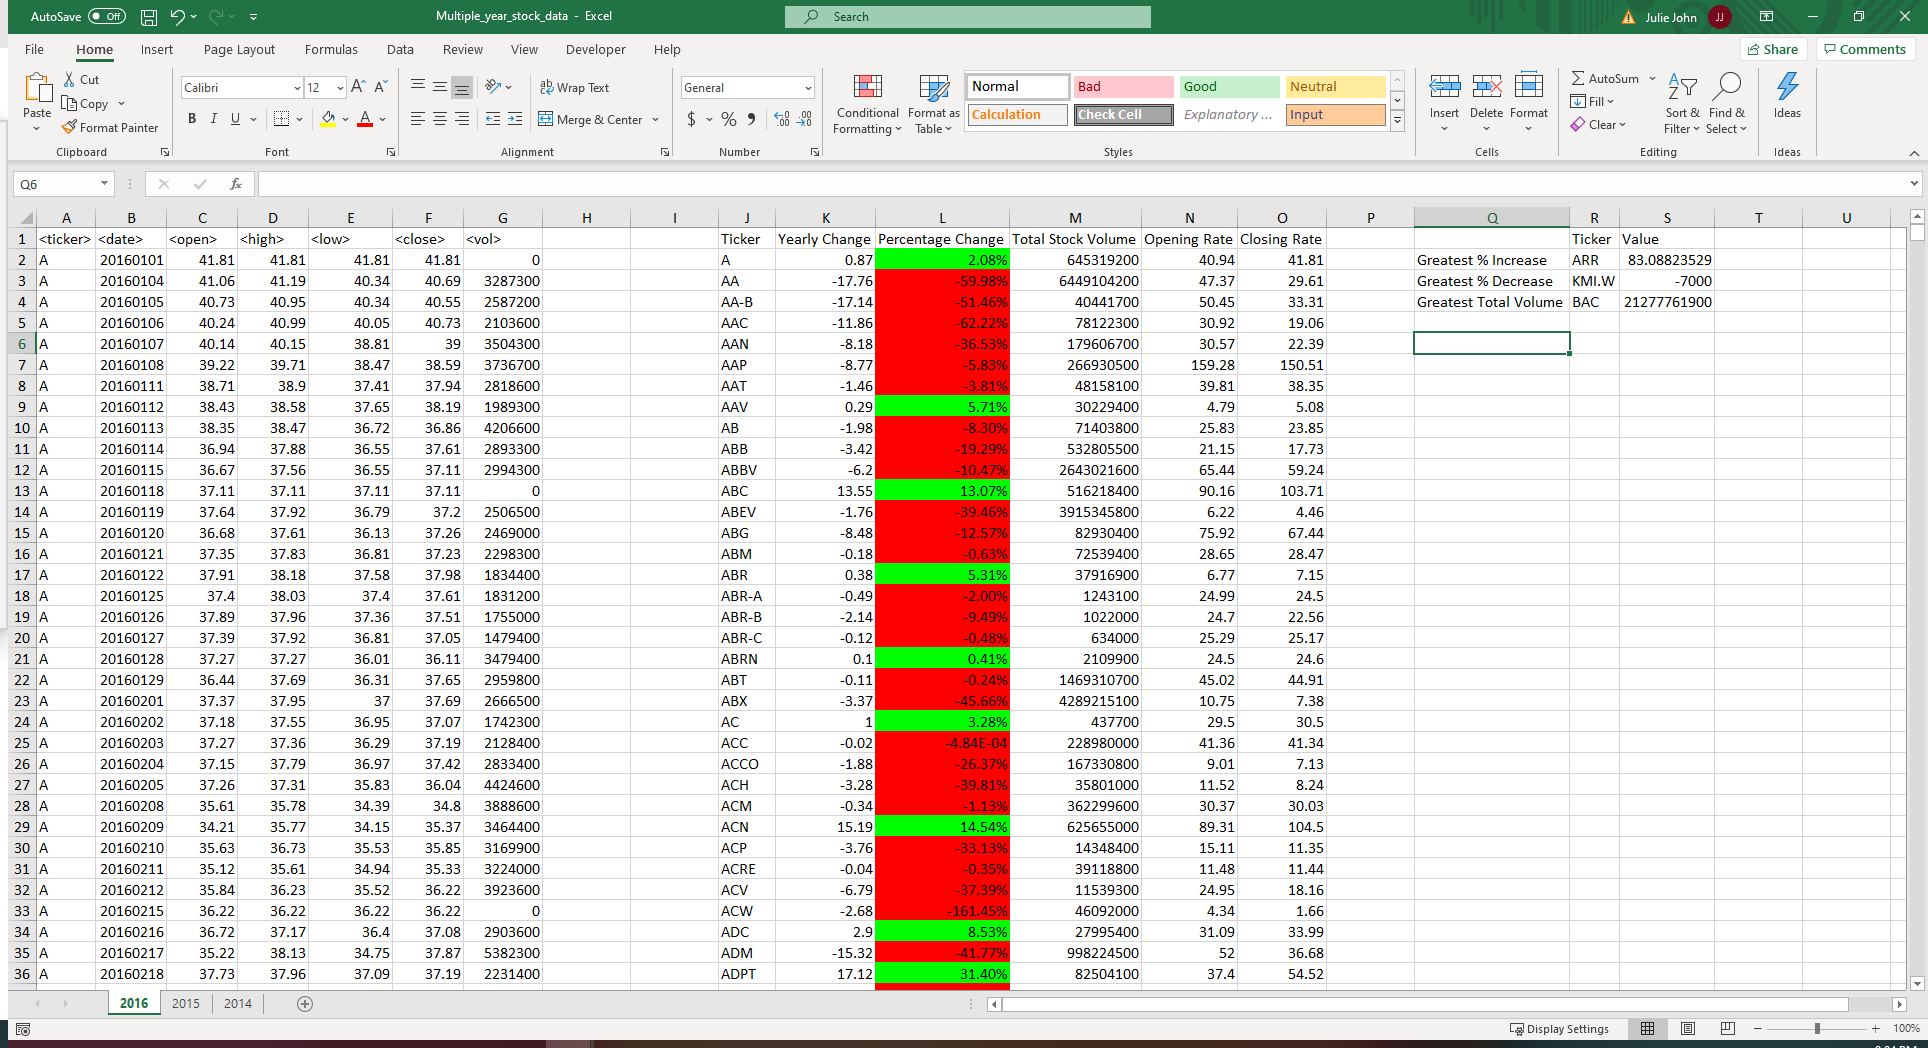 AutoSave Off Multiple_year_stock_data - Excel Search Julie John JJ
File Home Insert Page Layout Formulas Data Review View Developer Help Share Comments
Paste Cut Copy Format Painter Clipboard
Calibri 12 A A B I U A Font
ab Wrap Text Merge & Center Alignment
General $ % 9 Number
Conditional Formatting Format as Table Normal Bad Good Neutral
Calculation Check Cell Explanatory ... Input Styles
Insert Delete Format Cells
AutoSum Fill Clear Sort & Filter Find & Select Editing
Ideas Ideas
Q6 fx
A B C D E F G H I J K L M N O P Q R S T U
1 <ticker> <date> <open> <high> <low> <close> <vol> Ticker Yearly Change Percentage Change Total Stock Volume Opening Rate Closing Rate Ticker Value
2 A 20160101 41.81 41.81 41.81 41.81 0 A 0.87 2.08% 645319200 40.94 41.81 Greatest % Increase ARR 83.08823529
3 A 20160104 41.06 41.19 40.34 40.69 3287300 AA -17.76 -59.98% 6449104200 47.37 29.61 Greatest % Decrease KMI.W -7000
4 A 20160105 40.73 40.95 40.34 40.55 2587200 AA-B -17.14 -51.46% 40441700 50.45 33.31 Greatest Total Volume BAC 21277761900
5 A 20160106 40.24 40.99 40.05 40.73 2103600 AAC -11.86 -62.22% 78122300 30.92 19.06
6 A 20160107 40.14 40.15 38.81 39 3504300 AAN -8.18 -36.53% 179606700 30.57 22.39
7 A 20160108 39.22 39.71 38.47 38.59 3736700 AAP -8.77 -5.83% 266930500 159.28 150.51
8 A 20160111 38.71 38.9 37.41 37.94 2818600 AAT -1.46 -3.81% 48158100 39.81 38.35
9 A 20160112 38.43 38.58 37.65 38.19 1989300 AAV 0.29 5.71% 30229400 4.79 5.08
10 A 20160113 38.35 38.47 36.72 36.86 4206600 AB -1.98 -8.30% 71403800 25.83 23.85
11 A 20160114 36.94 37.88 36.55 37.61 2893300 ABB -3.42 -19.29% 532805500 21.15 17.73
12 A 20160115 36.67 37.56 36.55 37.11 2994300 ABBV -6.2 -10.47% 2643021600 65.44 59.24
13 A 20160118 37.11 37.11 37.11 37.11 0 ABC 13.55 13.07% 516218400 90.16 103.71
14 A 20160119 37.64 37.92 36.79 37.2 2506500 ABEV -1.76 -39.46% 3915345800 6.22 4.46
15 A 20160120 36.68 37.61 36.13 37.26 2469000 ABG -8.48 -12.57% 82930400 75.92 67.44
16 A 20160121 37.35 37.83 36.81 37.23 2298300 ABM -0.18 -0.63% 72539400 28.65 28.47
17 A 20160122 37.91 38.18 37.58 37.98 1834400 ABR 0.38 5.31% 37916900 6.77 7.15
18 A 20160125 37.4 38.03 37.4 37.61 1831200 ABR-A -0.49 -2.00% 1243100 24.99 24.5
19 A 20160126 37.89 37.96 37.36 37.51 1755000 ABR-B -2.14 -9.49% 1022000 24.7 22.56
20 A 20160127 37.39 37.92 36.81 37.05 1479400 ABR-C -0.12 -0.48% 634000 25.29 25.17
21 A 20160128 37.27 37.27 36.01 36.11 3479400 ABRN 0.1 0.41% 2109900 24.5 24.6
22 A 20160129 36.44 37.69 36.31 37.65 2959800 ABT -0.11 -0.24% 1469310700 45.02 44.91
23 A 20160201 37.37 37.95 37 37.69 2666500 ABX -3.37 -45.66% 4289215100 10.75 7.38
24 A 20160202 37.18 37.55 36.95 37.07 1742300 AC 1 3.28% 437700 29.5 30.5
25 A 20160203 37.27 37.36 36.29 37.19 2128400 ACC -0.02 -4.84E-04 228980000 41.36 41.34
26 A 20160204 37.15 37.79 36.97 37.42 2833400 ACCO -1.88 -26.37% 167330800 9.01 7.13
27 A 20160205 37.26 37.31 35.83 36.04 4424600 ACH -3.28 -39.81% 35801000 11.52 8.24
28 A 20160208 35.61 35.78 34.39 34.8 3888600 ACM -0.34 -1.13% 362299600 30.37 30.03
29 A 20160209 34.21 35.77 34.15 35.37 3464400 ACN 15.19 14.54% 625655000 89.31 104.5
30 A 20160210 35.63 36.73 35.53 35.85 3169900 ACP -3.76 -33.13% 14348400 15.11 11.35
31 A 20160211 35.12 35.61 34.94 35.33 3224000 ACRE -0.04 -0.35% 39118800 11.48 11.44
32 A 20160212 35.84 36.23 35.52 36.22 3923600 ACV -6.79 -37.39% 11539300 24.95 18.16
33 A 20160215 36.22 36.22 36.22 36.22 0 ACW -2.68 -161.45% 46092000 4.34 1.66
34 A 20160216 36.72 37.17 36.4 37.08 2903600 ADC 2.9 8.53% 27995400 31.09 33.99
35 A 20160217 35.22 38.13 34.75 37.87 5382300 ADM -15.32 -41.77% 998224500 52 36.68
36 A 20160218 37.73 37.96 37.09 37.19 2231400 ADPT 17.12 31.40% 82504100 37.4 54.52
2016 2015 2014
Display Settings 100%